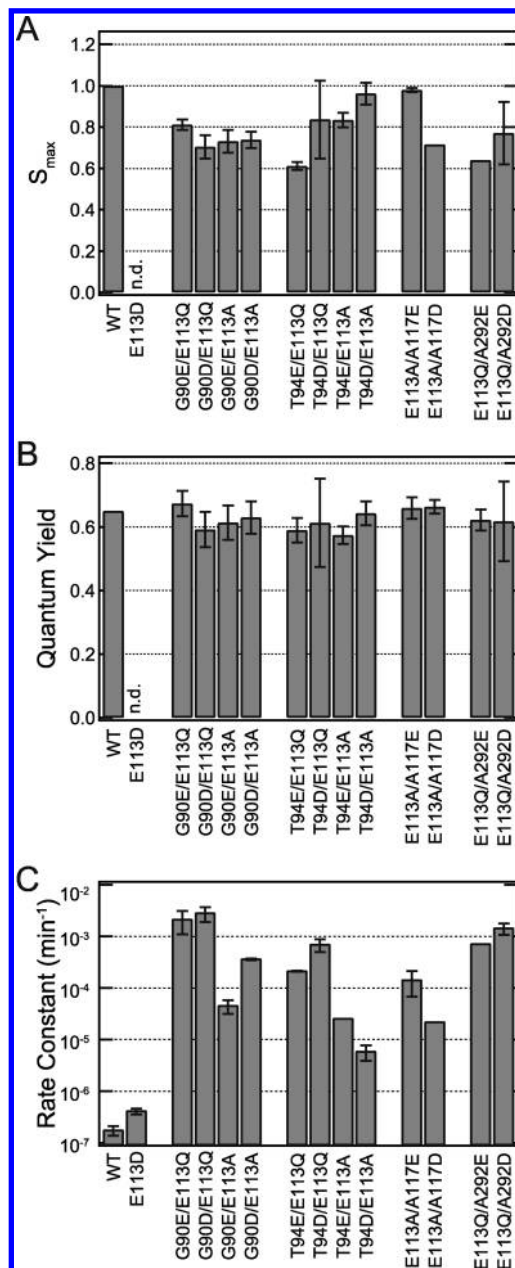 A
S_max
1.2
1.0
0.8
0.6
0.4
0.2
0.0
n.d.
WT
E113D
G90E/E113Q
G90D/E113Q
G90E/E113A
G90D/E113A
T94E/E113Q
T94D/E113Q
T94E/E113A
T94D/E113A
E113A/A117E
E113A/A117D
E113Q/A292E
E113Q/A292D
B
Quantum Yield
0.8
0.6
0.4
0.2
0.0
n.d.
WT
E113D
G90E/E113Q
G90D/E113Q
G90E/E113A
G90D/E113A
T94E/E113Q
T94D/E113Q
T94E/E113A
T94D/E113A
E113A/A117E
E113A/A117D
E113Q/A292E
E113Q/A292D
C
Rate Constant (min⁻¹)
10⁻²
10⁻³
10⁻⁴
10⁻⁵
10⁻⁶
10⁻⁷
WT
E113D
G90E/E113Q
G90D/E113Q
G90E/E113A
G90D/E113A
T94E/E113Q
T94D/E113Q
T94E/E113A
T94D/E113A
E113A/A117E
E113A/A117D
E113Q/A292E
E113Q/A292D